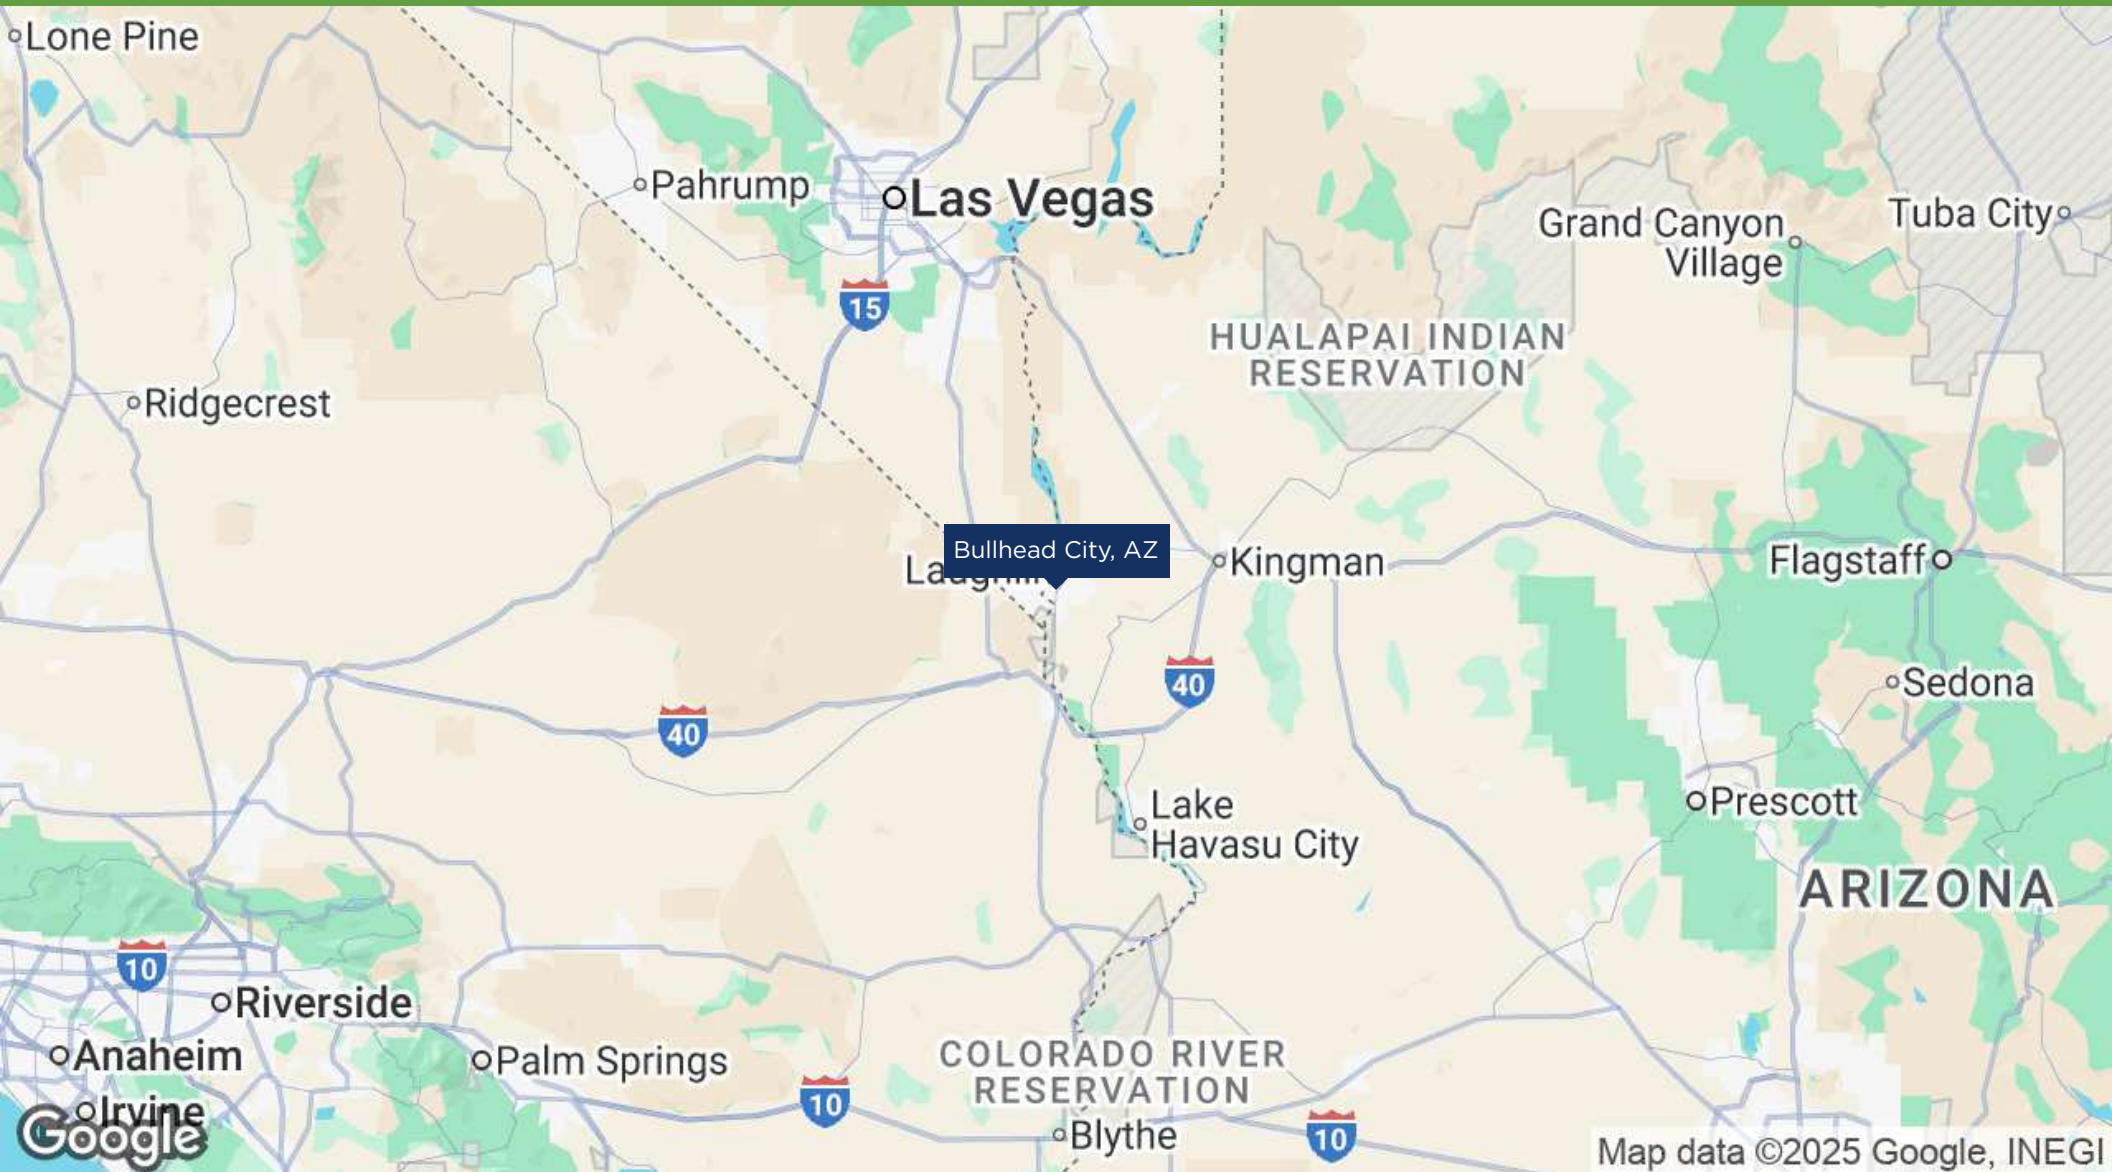 Lone Pine
Pahrump
Las Vegas
Grand Canyon
Village
Tuba City
15
HUALAPAI INDIAN
RESERVATION
Ridgecrest
Bullhead City, AZ
Laughlin
Kingman
Flagstaff
40
Sedona
40
Prescott
Lake
Havasu City
ARIZONA
10
Riverside
Anaheim
Palm Springs
COLORADO RIVER
RESERVATION
10
Irvine
Google
Blythe
10
Map data ©2025 Google, INEGI